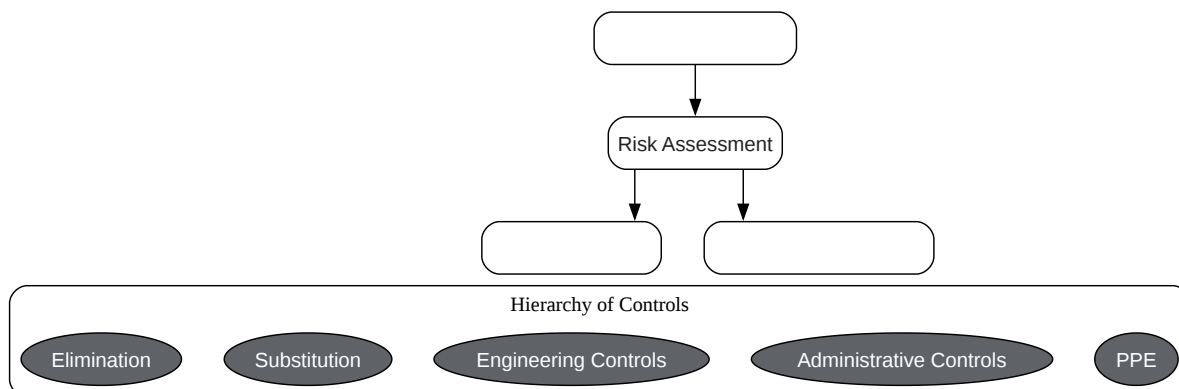 Risk Assessment
Hierarchy of Controls
Elimination
Substitution
Engineering Controls
Administrative Controls
PPE